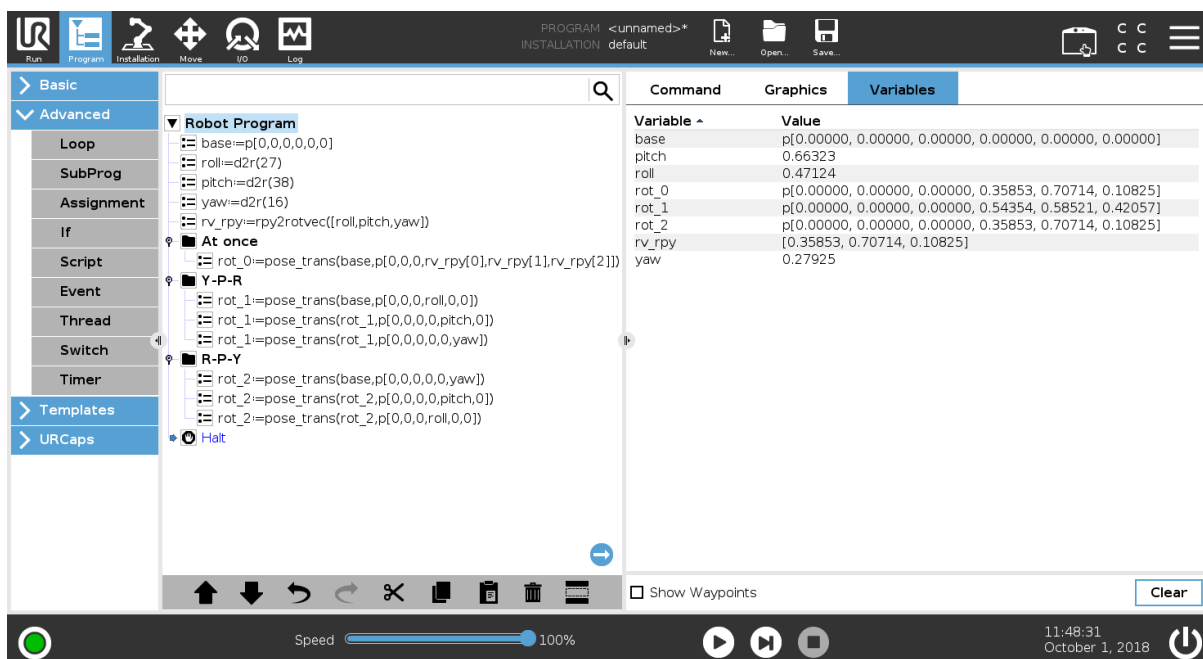 UR
PROGRAM <unnamed>*
INSTALLATION default
Run Program Installation Move I/O Log New... Open... Save...
C C
C C
Basic
Advanced
Loop
SubProg
Assignment
If
Script
Event
Thread
Switch
Timer
Templates
URCaps
Robot Program
base:=p[0,0,0,0,0,0]
roll:=d2r(27)
pitch:=d2r(38)
yaw:=d2r(16)
rv_rpy:=rpy2rotvec([roll,pitch,yaw])
At once
rot_0:=pose_trans(base,p[0,0,0,rv_rpy[0],rv_rpy[1],rv_rpy[2]])
Y-P-R
rot_1:=pose_trans(base,p[0,0,0,roll,0,0])
rot_1:=pose_trans(rot_1,p[0,0,0,0,pitch,0])
rot_1:=pose_trans(rot_1,p[0,0,0,0,0,yaw])
R-P-Y
rot_2:=pose_trans(base,p[0,0,0,0,0,yaw])
rot_2:=pose_trans(rot_2,p[0,0,0,0,pitch,0])
rot_2:=pose_trans(rot_2,p[0,0,0,roll,0,0])
Halt
Command Graphics Variables
Variable Value
base p[0.00000, 0.00000, 0.00000, 0.00000, 0.00000, 0.00000]
pitch 0.66323
roll 0.47124
rot_0 p[0.00000, 0.00000, 0.00000, 0.35853, 0.70714, 0.10825]
rot_1 p[0.00000, 0.00000, 0.00000, 0.54354, 0.58521, 0.42057]
rot_2 p[0.00000, 0.00000, 0.00000, 0.35853, 0.70714, 0.10825]
rv_rpy [0.35853, 0.70714, 0.10825]
yaw 0.27925
Show Waypoints Clear
Speed 100%
11:48:31
October 1, 2018